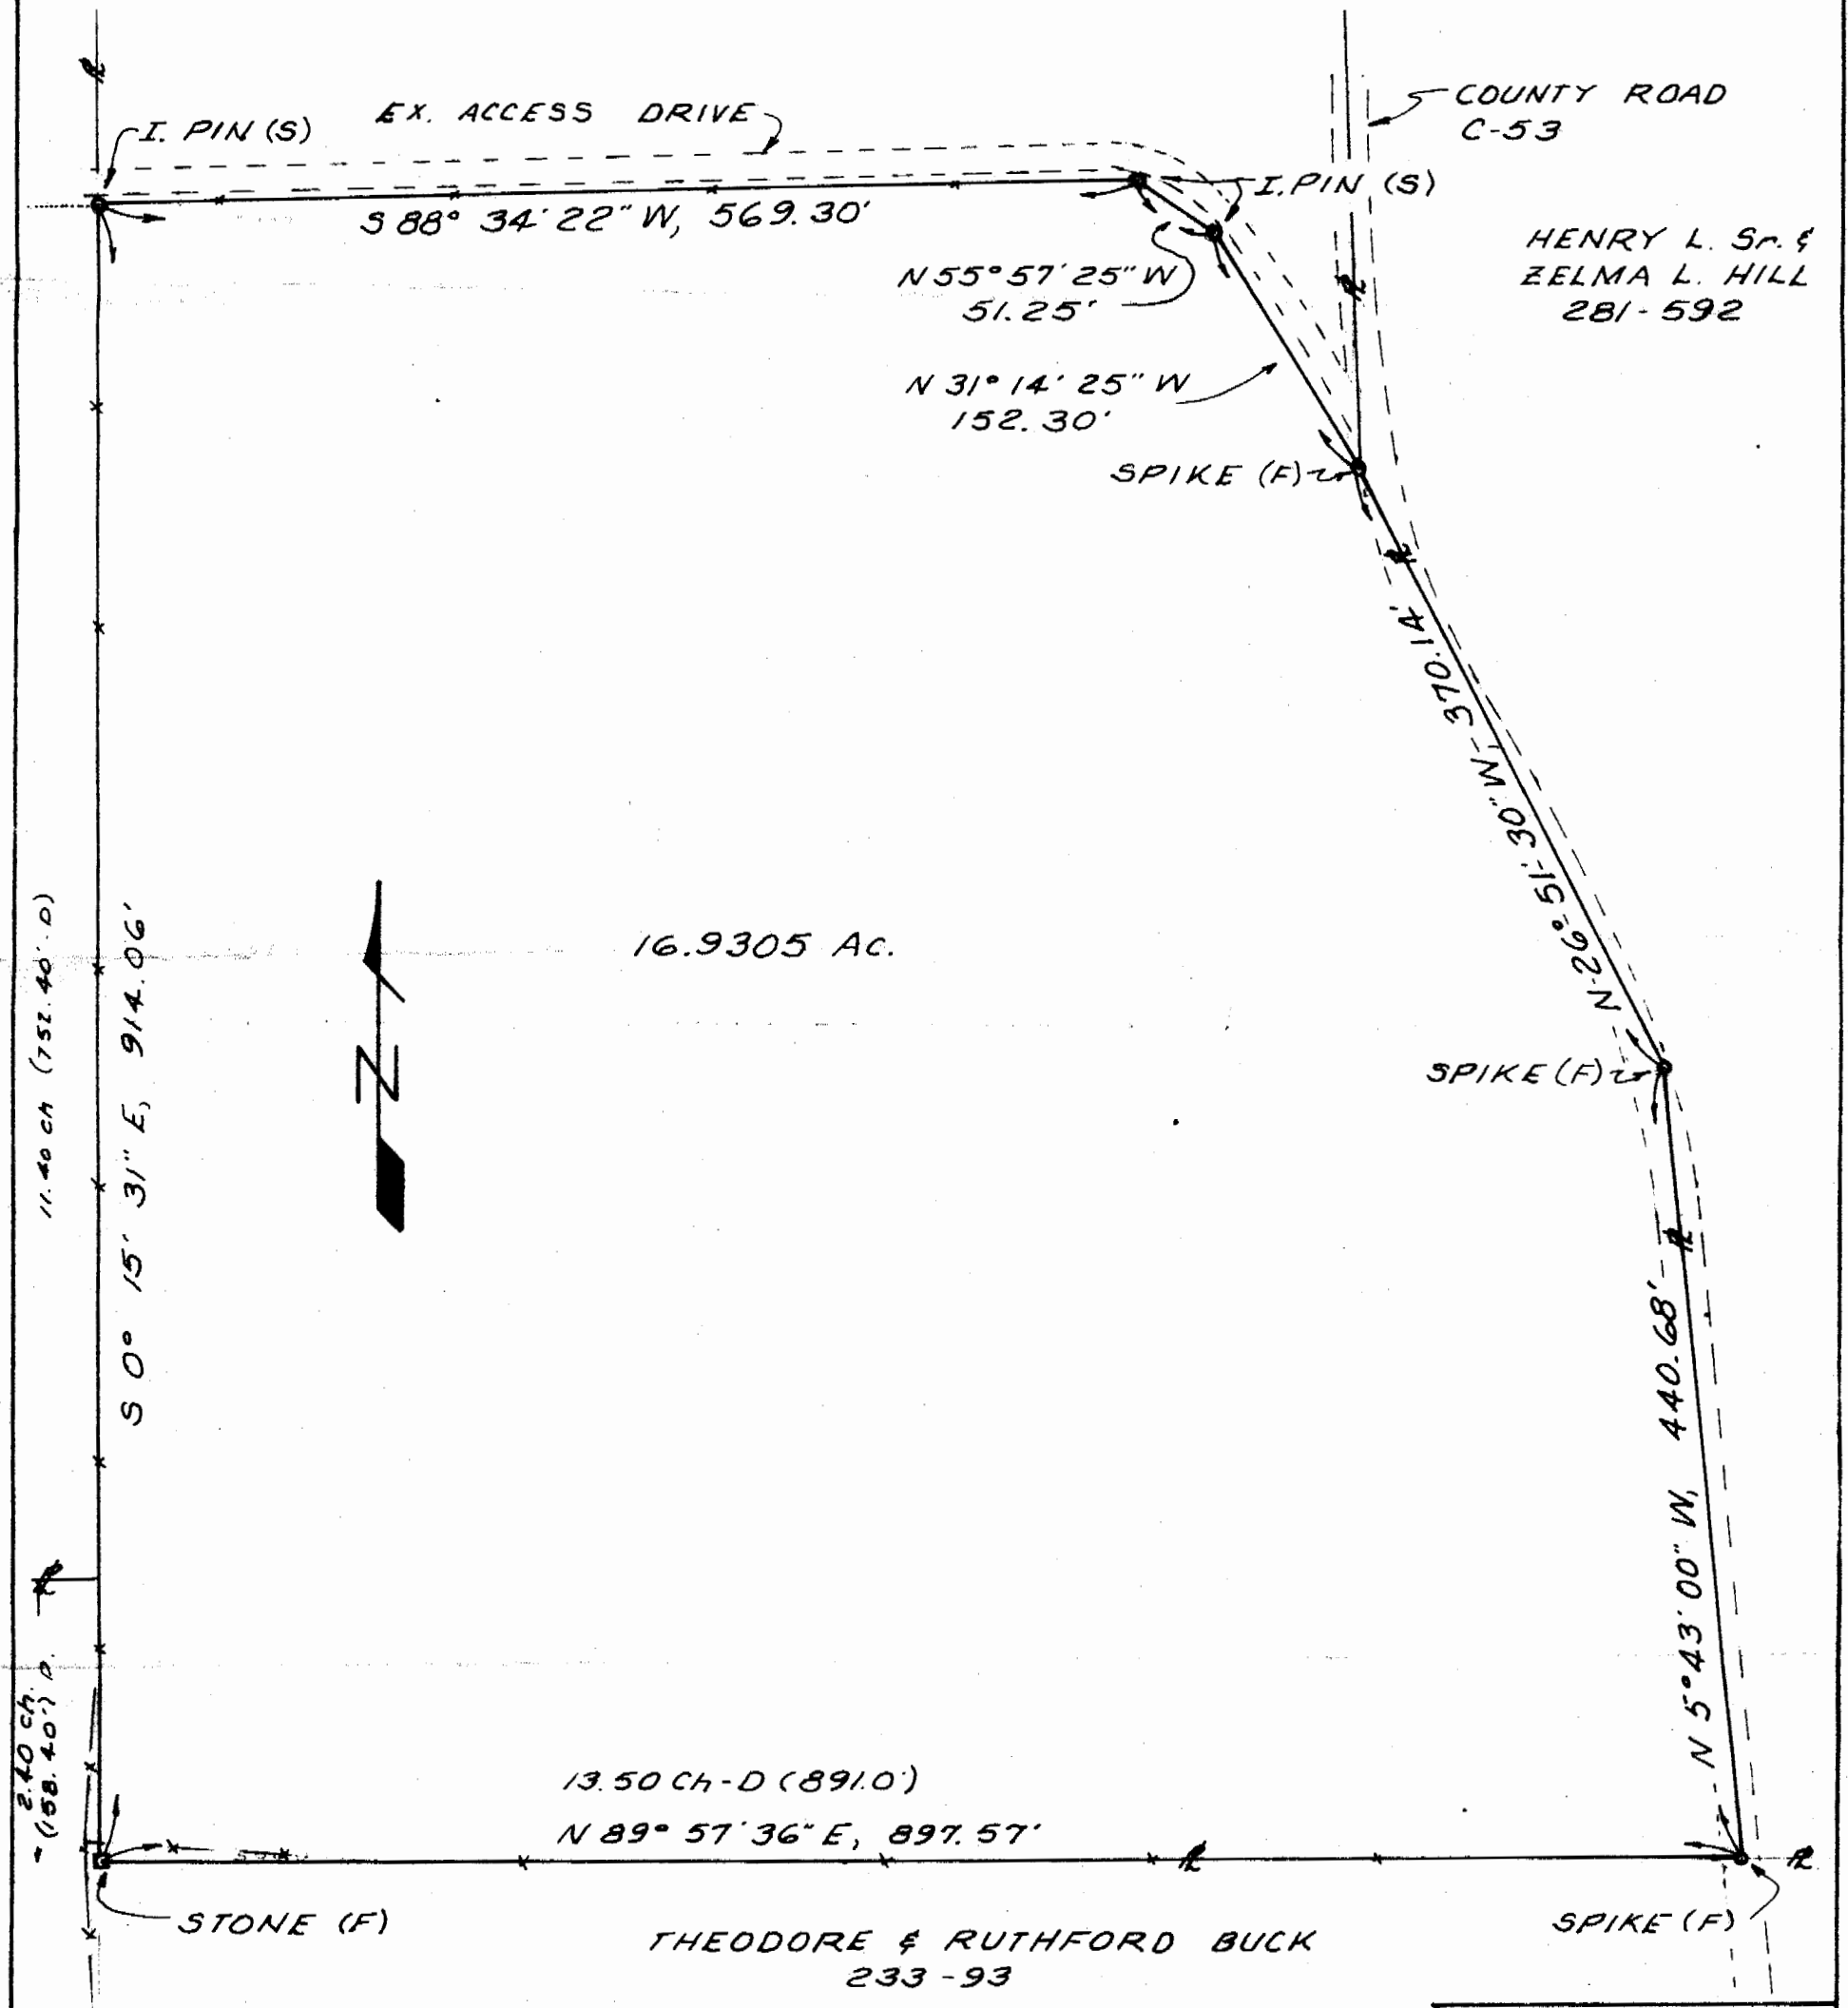 I. PIN (S)
EX. ACCESS DRIVE
COUNTY ROAD
C-53
S 88° 34' 22" W, 569.30'
I. PIN (S)
HENRY L. Sr. &
ZELMA L. HILL
281-592
N 55° 57' 25" W
51.25'
N 31° 14' 25" W
152.30'
SPIKE (F)
N 26° 51' 30" W, 370.14'
11.40 ch (752.40'-D)
S 0° 15' 31" E, 914.06'
16.9305 Ac.
N
SPIKE (F)
N 5° 43' 00" W, 440.68'
2.40 ch.
(158.40') D.
13.50 Ch-D (891.0')
N 89° 57' 36" E, 897.57'
STONE (F)
SPIKE (F)
THEODORE & RUTHFORD BUCK
233-93